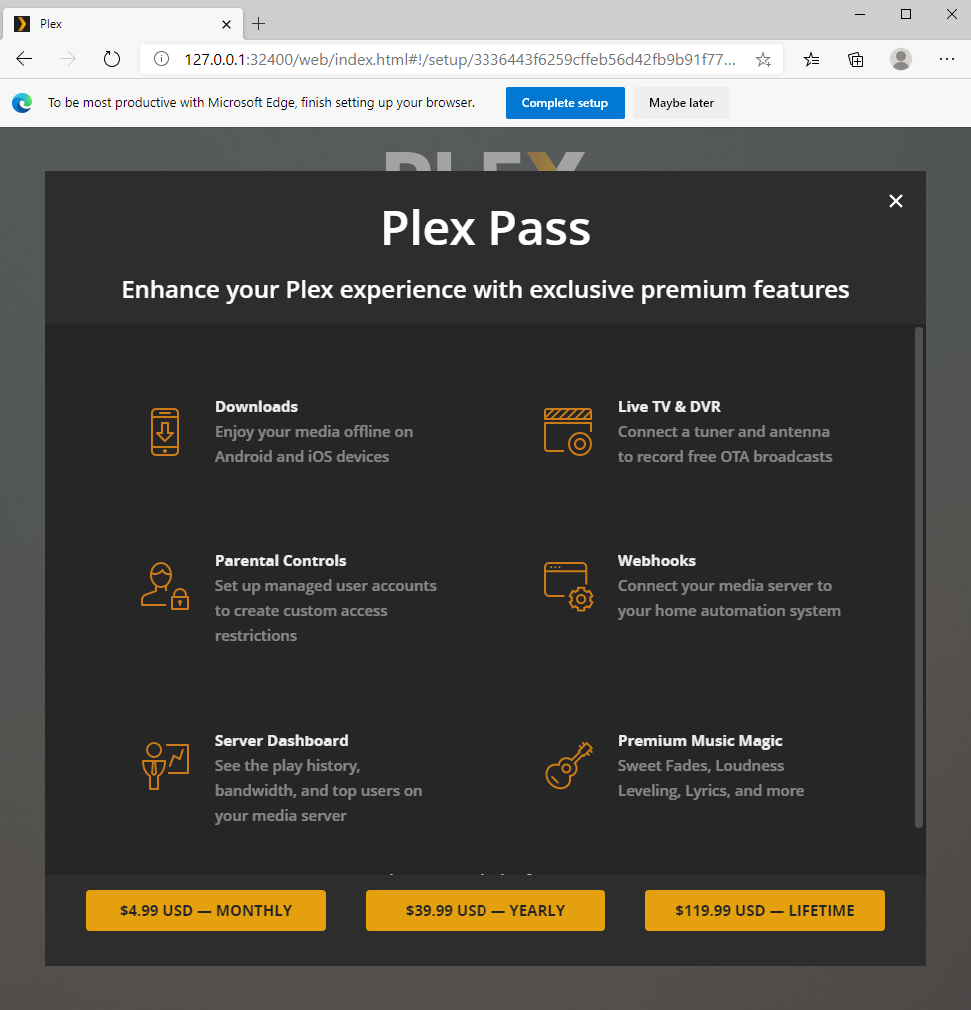 Plex
127.0.0.1:32400/web/index.html#!/setup/3336443f6259cffeb56d42fb9b91f77...
To be most productive with Microsoft Edge, finish setting up your browser.
Complete setup
Maybe later
PLEX
Plex Pass
Enhance your Plex experience with exclusive premium features
Downloads
Enjoy your media offline on
Android and iOS devices
Live TV & DVR
Connect a tuner and antenna
to record free OTA broadcasts
Parental Controls
Set up managed user accounts
to create custom access
restrictions
Webhooks
Connect your media server to
your home automation system
Server Dashboard
See the play history,
bandwidth, and top users on
your media server
Premium Music Magic
Sweet Fades, Loudness
Leveling, Lyrics, and more
$4.99 USD — MONTHLY
$39.99 USD — YEARLY
$119.99 USD — LIFETIME